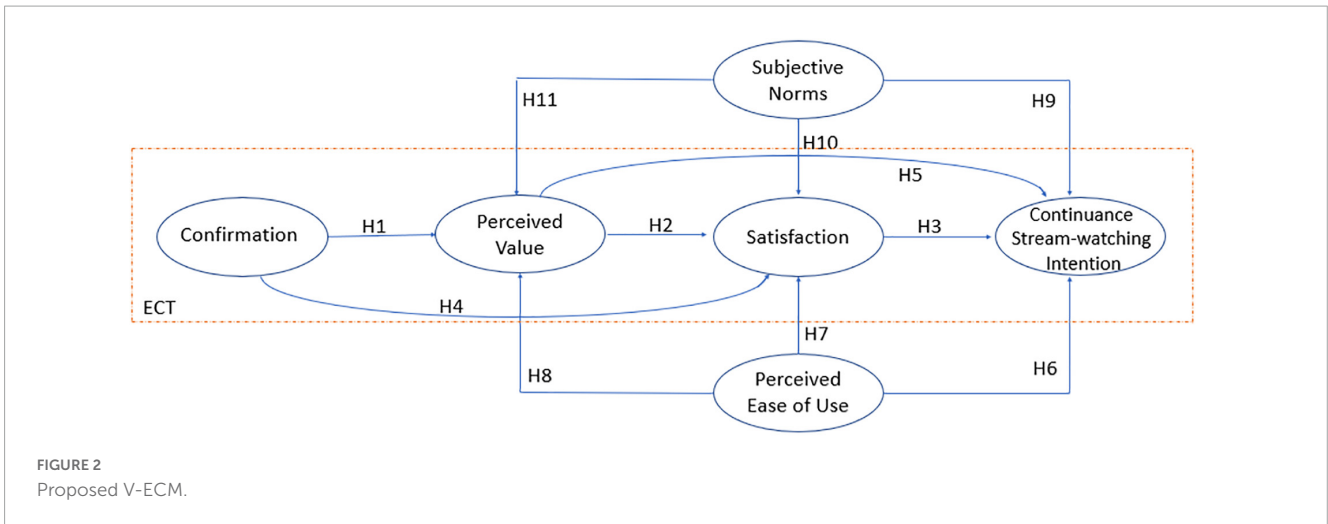 Subjective
Norms
H11
H9
H10
H5
Confirmation
H1
Perceived
Value
H2
Satisfaction
H3
Continuance
Stream-watching
Intention
ECT
H4
H7
H8
Perceived
Ease of Use
H6
FIGURE 2
Proposed V-ECM.